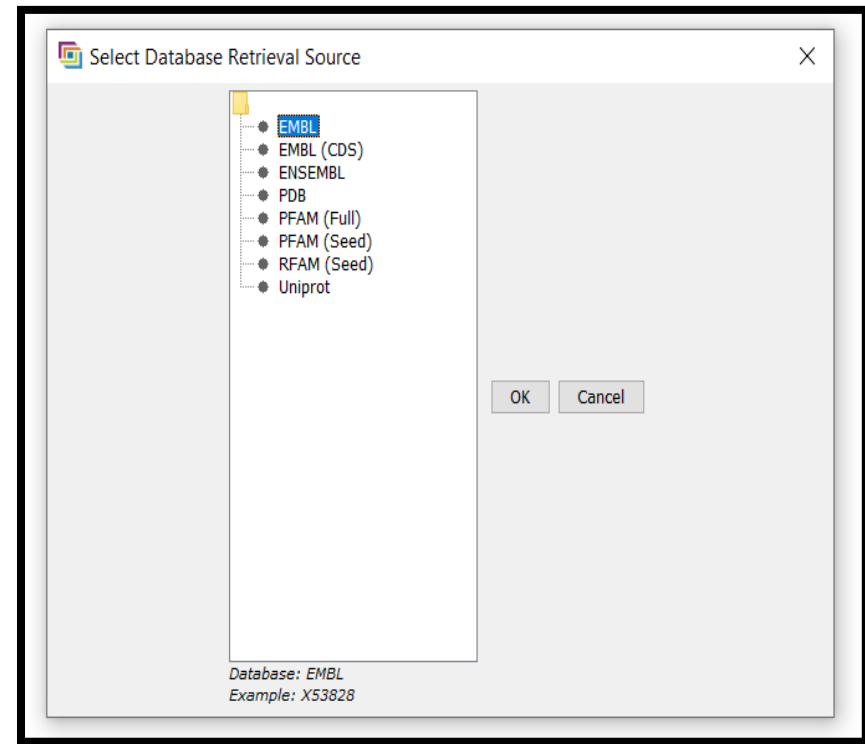 Select Database Retrieval Source
EMBL
EMBL (CDS)
ENSEMBL
PDB
PFAM (Full)
PFAM (Seed)
RFAM (Seed)
Uniprot
OK Cancel
Database: EMBL
Example: X53828